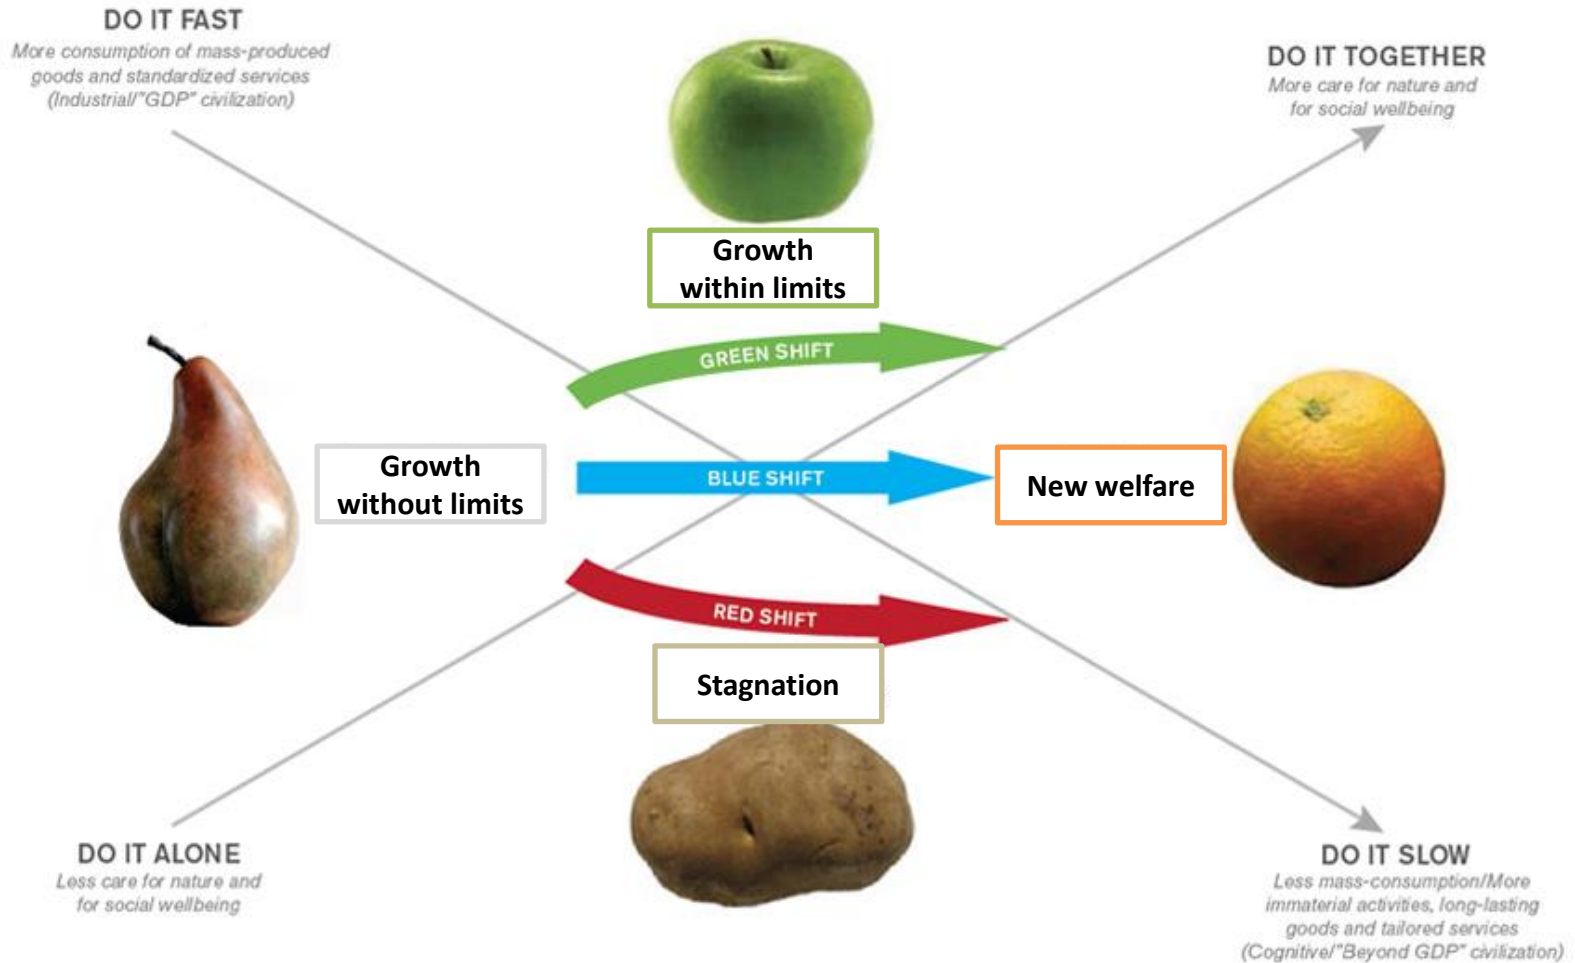 DO IT FAST
More consumption of mass-produced
goods and standardized services
(Industrial/"GDP" civilization)
DO IT TOGETHER
More care for nature and
for social wellbeing
Growth
within limits
GREEN SHIFT
Growth
without limits
BLUE SHIFT
New welfare
RED SHIFT
Stagnation
DO IT ALONE
Less care for nature and
for social wellbeing
DO IT SLOW
Less mass-consumption/More
immaterial activities, long-lasting
goods and tailored services
(Cognitive/"Beyond GDP" civilization)